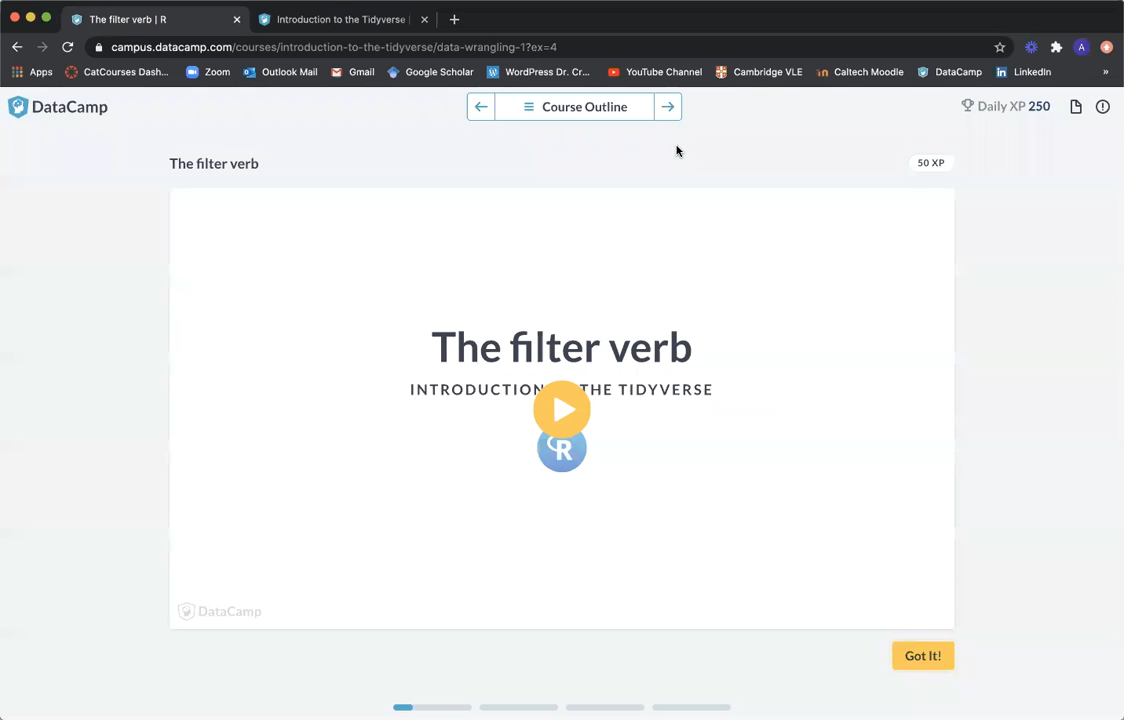 The filter verb | R
Introduction to the Tidyverse
campus.datacamp.com/courses/introduction-to-the-tidyverse/data-wrangling-1?ex=4
A
Apps CatCourses Dash... Zoom Outlook Mail Gmail Google Scholar WordPress Dr. Cr... YouTube Channel Cambridge VLE Caltech Moodle DataCamp LinkedIn »
DataCamp
Course Outline
Daily XP 250
The filter verb
50 XP
The filter verb
INTRODUCTION THE TIDYVERSE
R
DataCamp
Got It!